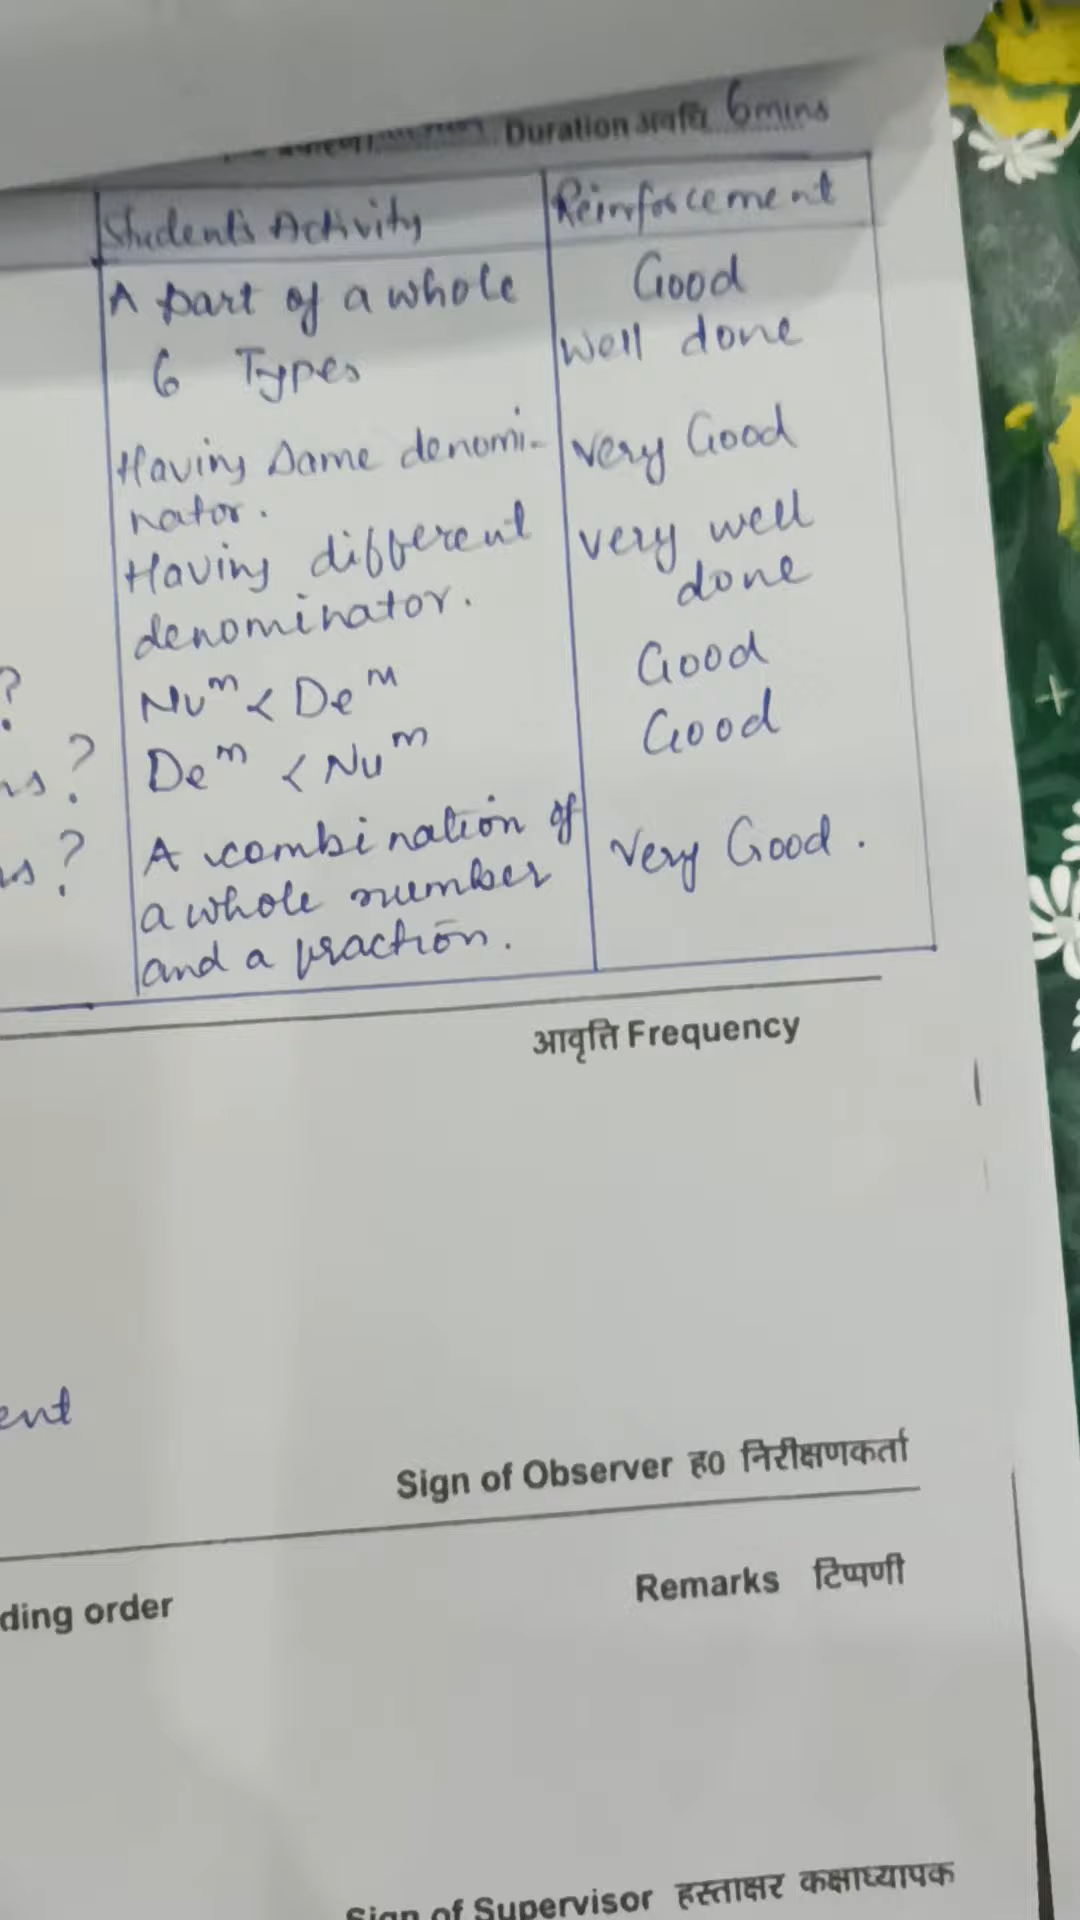 Duration अवधि 6mins
Student's Activity Reinforcement
A part of a whole Good
6 Types well done
Having same denomi- very Good
nator.
Having different very well
denominator. done
? Nuᵐ < Deᵐ Good
ns? Deᵐ < Nuᵐ Good
ns? A combination of very Good.
a whole number
and a fraction.
आवृत्ति Frequency
ent
Sign of Observer ह0 निरीक्षणकर्ता
ding order Remarks टिप्पणी
Sign of Supervisor हस्ताक्षर कक्षाध्यापक